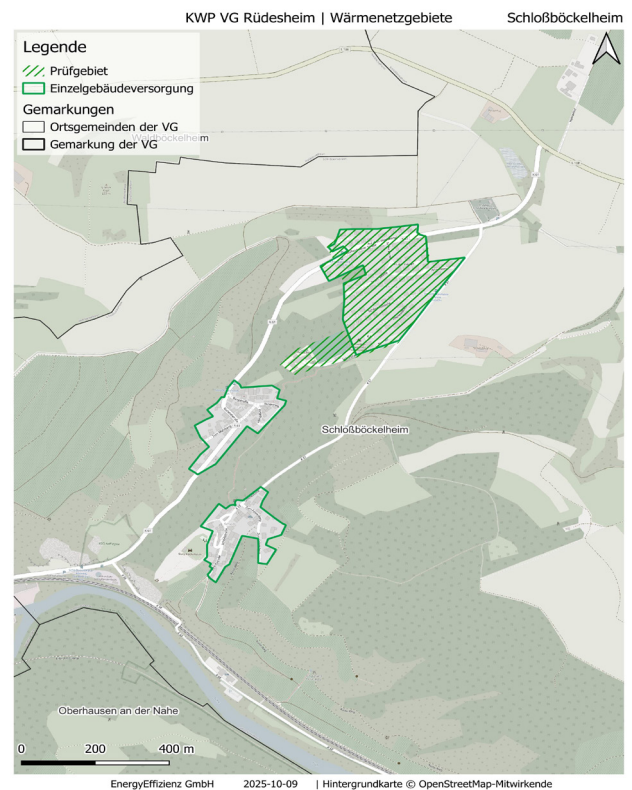 KWP VG Rüdesheim | Wärmenetzgebiete
Schloßböckelheim
Legende
Prüfgebiet
Einzelgebäudeversorgung
Gemarkungen
Ortsgemeinden der VG
Gemarkung der VG
Waldböckelheim
Schloßböckelheim
Oberhausen an der Nahe
0 200 400 m
EnergyEffizienz GmbH 2025-10-09 | Hintergrundkarte © OpenStreetMap-Mitwirkende